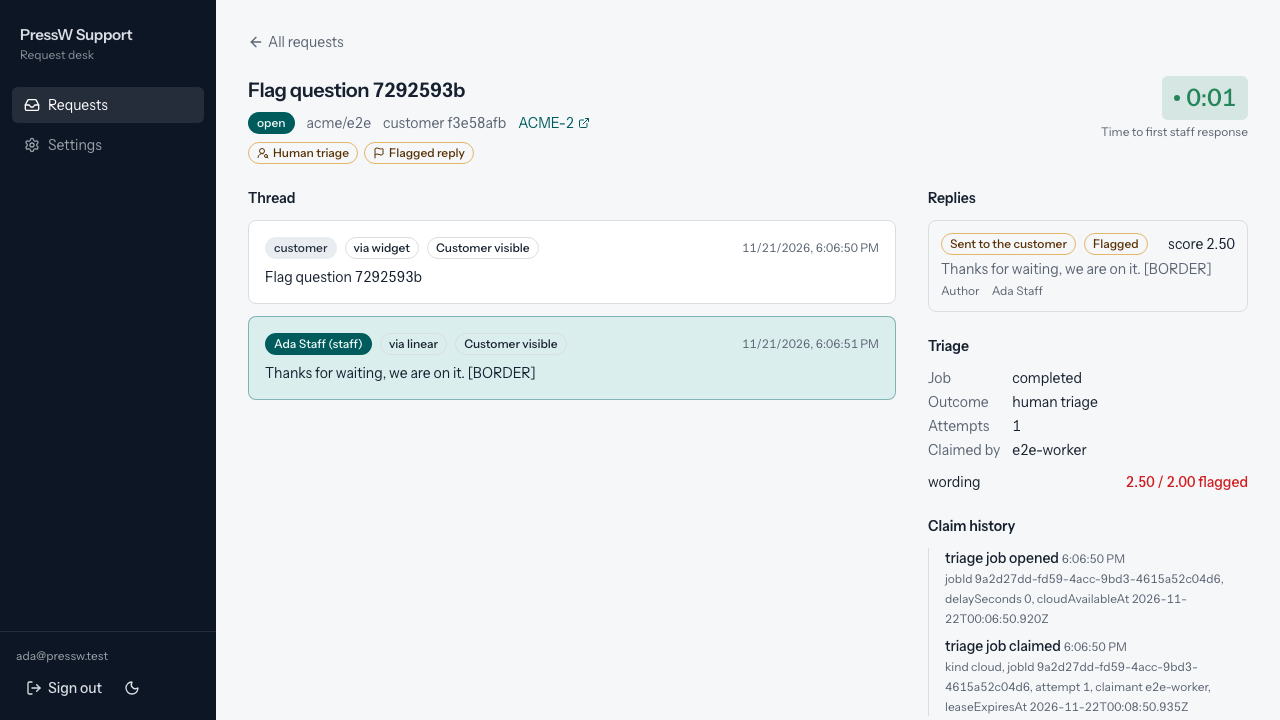 PressW Support
Request desk
Requests
Settings
ada@pressw.test
Sign out
All requests
Flag question 7292593b
open acme/e2e customer f3e58afb ACME-2
Human triage Flagged reply
0:01
Time to first staff response
Thread
customer via widget Customer visible 11/21/2026, 6:06:50 PM
Flag question 7292593b
Ada Staff (staff) via linear Customer visible 11/21/2026, 6:06:51 PM
Thanks for waiting, we are on it. [BORDER]
Replies
Sent to the customer Flagged score 2.50
Thanks for waiting, we are on it. [BORDER]
Author Ada Staff
Triage
Job completed
Outcome human triage
Attempts 1
Claimed by e2e-worker
wording 2.50 / 2.00 flagged
Claim history
triage job opened 6:06:50 PM
jobId 9a2d27dd-fd59-4acc-9bd3-4615a52c04d6,
delaySeconds 0, cloudAvailableAt 2026-11-
22T00:06:50.920Z
triage job claimed 6:06:50 PM
kind cloud, jobId 9a2d27dd-fd59-4acc-9bd3-
4615a52c04d6, attempt 1, claimant e2e-worker,
leaseExpiresAt 2026-11-22T00:08:50.935Z